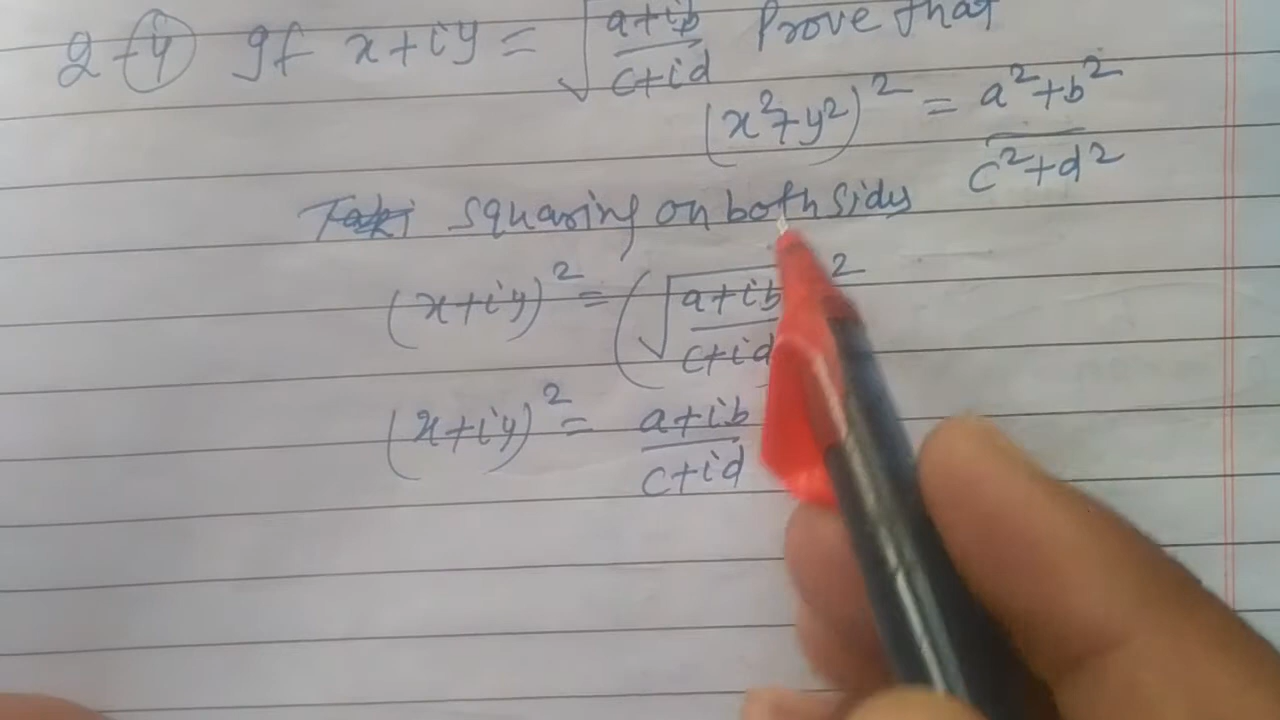 Q-4 If x+iy = √(a+ib/c+id) Prove that
(x²+y²)² = a²+b²/c²+d²
Squaring on both sides
(x+iy)² = (√(a+ib/c+id))²
(x+iy)² = a+ib/c+id